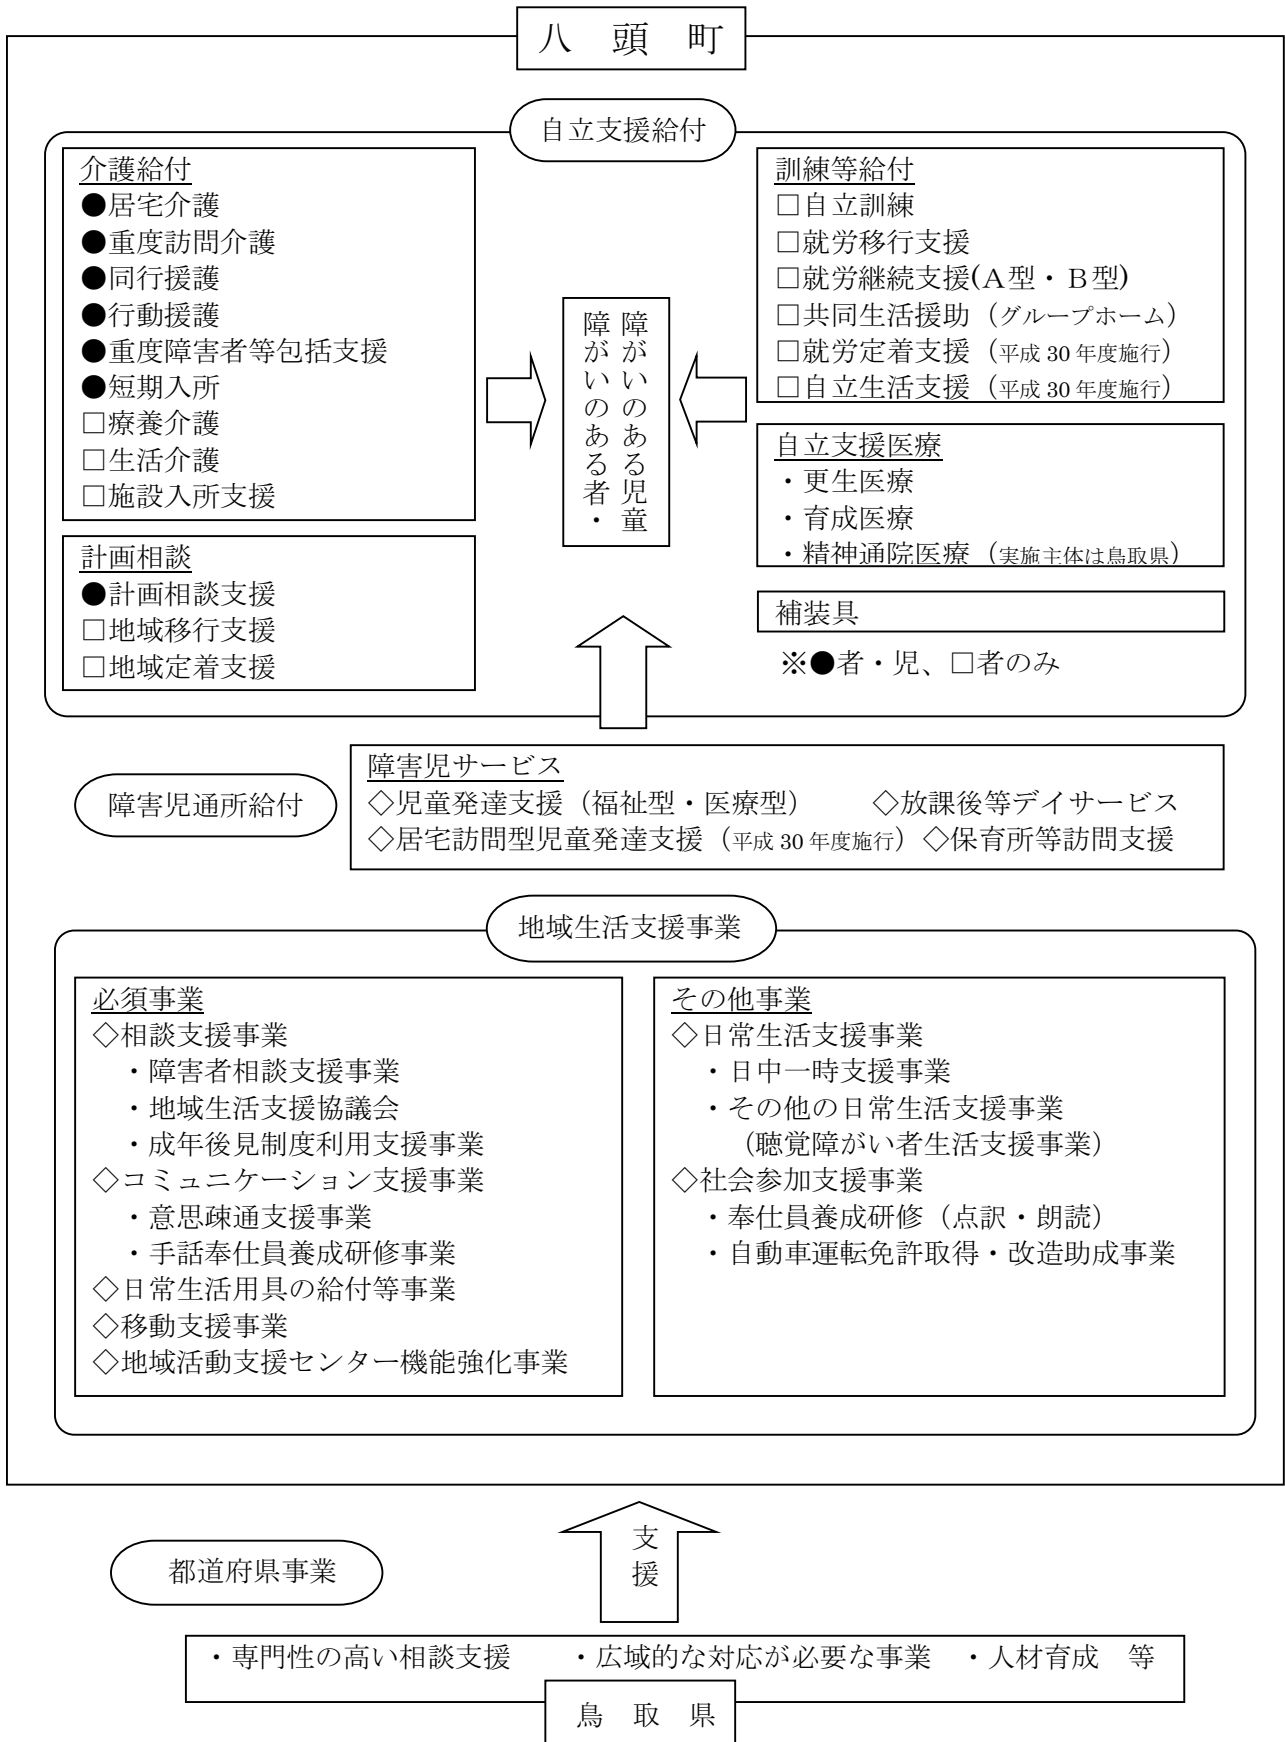 八 頭 町
自立支援給付
介護給付
●居宅介護
●重度訪問介護
●同行援護
●行動援護
●重度障害者等包括支援
●短期入所
□療養介護
□生活介護
□施設入所支援
計画相談
●計画相談支援
□地域移行支援
□地域定着支援
障がいのある者・
障がいのある児童
訓練等給付
□自立訓練
□就労移行支援
□就労継続支援(A型・B型)
□共同生活援助（グループホーム）
□就労定着支援（平成 30 年度施行）
□自立生活支援（平成 30 年度施行）
自立支援医療
・更生医療
・育成医療
・精神通院医療（実施主体は鳥取県）
補装具
※●者・児、□者のみ
障害児通所給付
障害児サービス
◇児童発達支援（福祉型・医療型） ◇放課後等デイサービス
◇居宅訪問型児童発達支援（平成 30 年度施行）◇保育所等訪問支援
地域生活支援事業
必須事業
◇相談支援事業
・障害者相談支援事業
・地域生活支援協議会
・成年後見制度利用支援事業
◇コミュニケーション支援事業
・意思疎通支援事業
・手話奉仕員養成研修事業
◇日常生活用具の給付等事業
◇移動支援事業
◇地域活動支援センター機能強化事業
その他事業
◇日常生活支援事業
・日中一時支援事業
・その他の日常生活支援事業
（聴覚障がい者生活支援事業）
◇社会参加支援事業
・奉仕員養成研修（点訳・朗読）
・自動車運転免許取得・改造助成事業
支援
都道府県事業
・専門性の高い相談支援 ・広域的な対応が必要な事業 ・人材育成 等
鳥 取 県